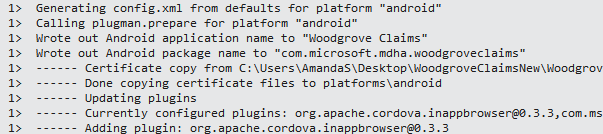 1> Generating config.xml from defaults for platform "android"
1> Calling plugman.prepare for platform "android"
1> Wrote out Android application name to "Woodgrove Claims"
1> Wrote out Android package name to "com.microsoft.mdha.woodgroveclaims"
1> ------ Certificate copy from C:\Users\AmandaS\Desktop\WoodgroveClaimsNew\Woodgrov
1> ------ Done copying certificate files to platforms\android
1> ------ Updating plugins
1> ------ Currently configured plugins: org.apache.cordova.inappbrowser@0.3.3,com.ms
1> ------ Adding plugin: org.apache.cordova.inappbrowser@0.3.3